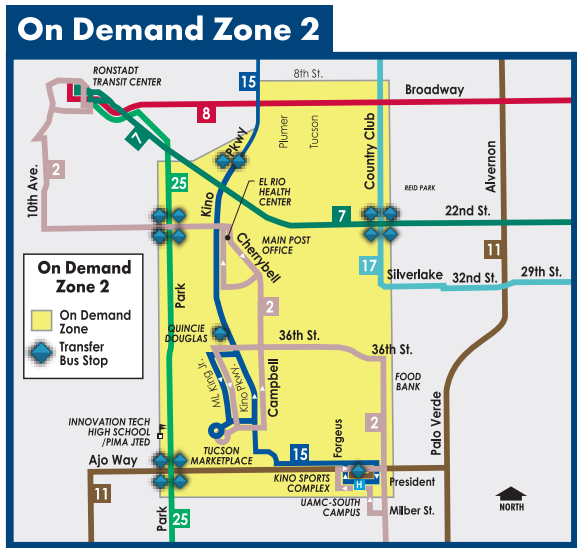 On Demand Zone 2
RONSTADT
TRANSIT CENTER
15
8th St.
Broadway
8
7
Pkwy
Plumer
Tucson
Country Club
Alvernon
10th Ave.
2
25
Kino
EL RIO
HEALTH
CENTER
REID PARK
7
22nd St.
MAIN POST
OFFICE
Cherrybell
11
17
Silverlake
32nd St.
29th St.
On Demand
Zone 2
On Demand
Zone
Transfer
Bus Stop
Park
2
QUINCIE
DOUGLAS
36th St.
36th St.
ML King Jr.
Kino Pkwy.
Campbell
FOOD
BANK
Palo Verde
2
INNOVATION TECH
HIGH SCHOOL
/PIMA JTED
Forgeus
TUCSON
MARKETPLACE
15
Ajo Way
KINO SPORTS
COMPLEX
H
President
11
UAMC-SOUTH
CAMPUS
Milber St.
Park
25
2
NORTH